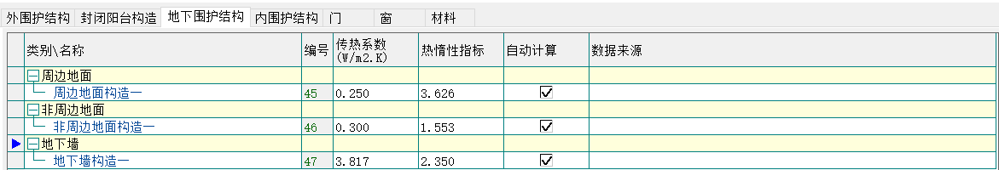 外围护结构 封闭阳台构造 地下围护结构 内围护结构 门 窗 材料
类别\名称 编号 传热系数 (W/m2.K) 热惰性指标 自动计算 数据来源
周边地面
周边地面构造一 45 0.250 3.626
非周边地面
非周边地面构造一 46 0.300 1.553
地下墙
地下墙构造一 47 3.817 2.350